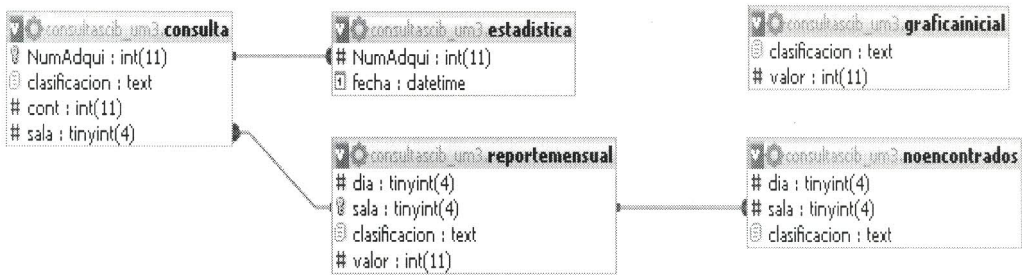 consultascib_um3.consulta
NumAdqui : int(11)
clasificacion : text
# cont : int(11)
# sala : tinyint(4)
consultascib_um3.estadistica
# NumAdqui : int(11)
fecha : datetime
consultascib_um3.graficainicial
clasificacion : text
# valor : int(11)
consultascib_um3.reportemensual
# dia : tinyint(4)
sala : tinyint(4)
clasificacion : text
# valor : int(11)
consultascib_um3.noencontrados
# dia : tinyint(4)
# sala : tinyint(4)
clasificacion : text